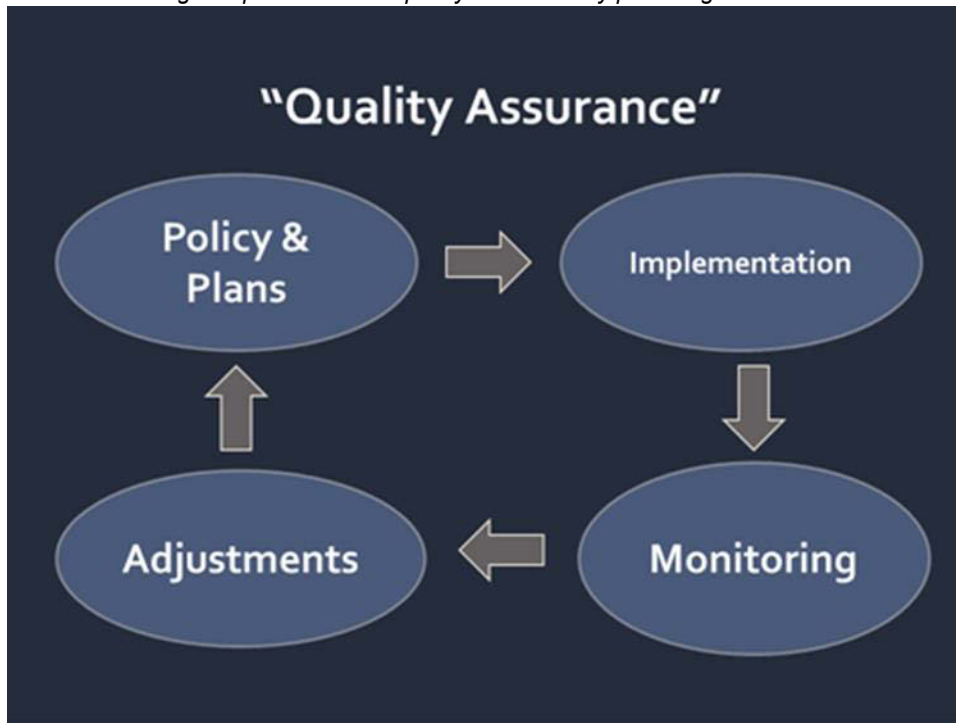 “Quality Assurance”
Policy &
Plans
Implementation
Adjustments
Monitoring